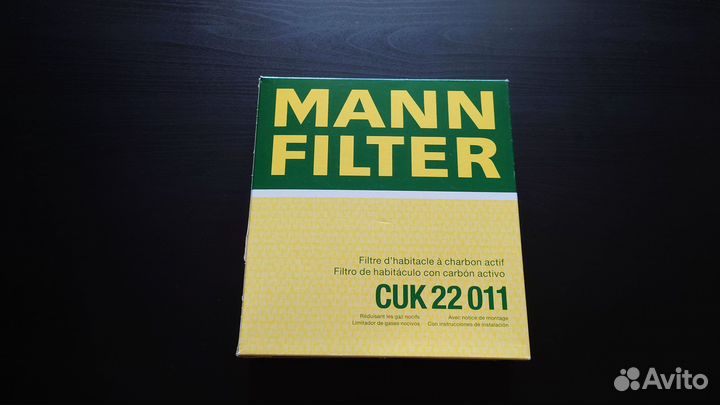 MANN
FILTER
Filtre d'habitacle à charbon actif
Filtro de habitáculo con carbón activo
CUK 22 011
Réduisant les gaz nocifs
Limitador de gases nocivos
Avec notice de montage
Con instrucciones de instalación
Avito